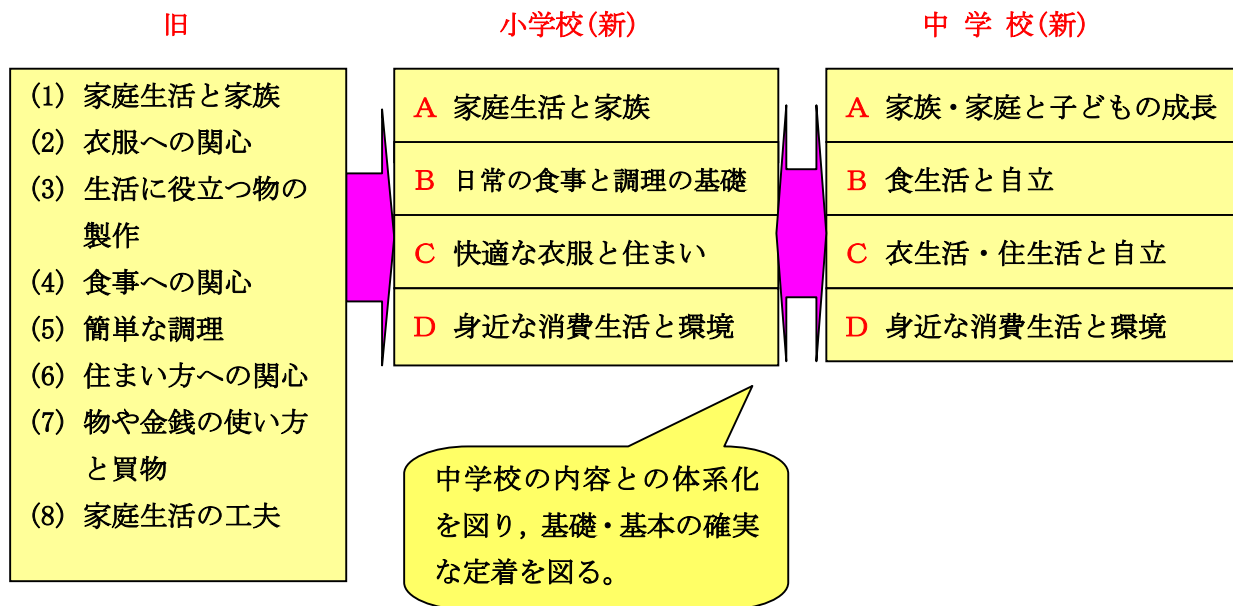 旧
(1) 家庭生活と家族
(2) 衣服への関心
(3) 生活に役立つ物の
製作
(4) 食事への関心
(5) 簡単な調理
(6) 住まい方への関心
(7) 物や金銭の使い方
と買物
(8) 家庭生活の工夫
小学校(新)
A 家庭生活と家族
B 日常の食事と調理の基礎
C 快適な衣服と住まい
D 身近な消費生活と環境
中 学 校(新)
A 家族・家庭と子どもの成長
B 食生活と自立
C 衣生活・住生活と自立
D 身近な消費生活と環境
中学校の内容との体系化
を図り，基礎・基本の確実
な定着を図る。